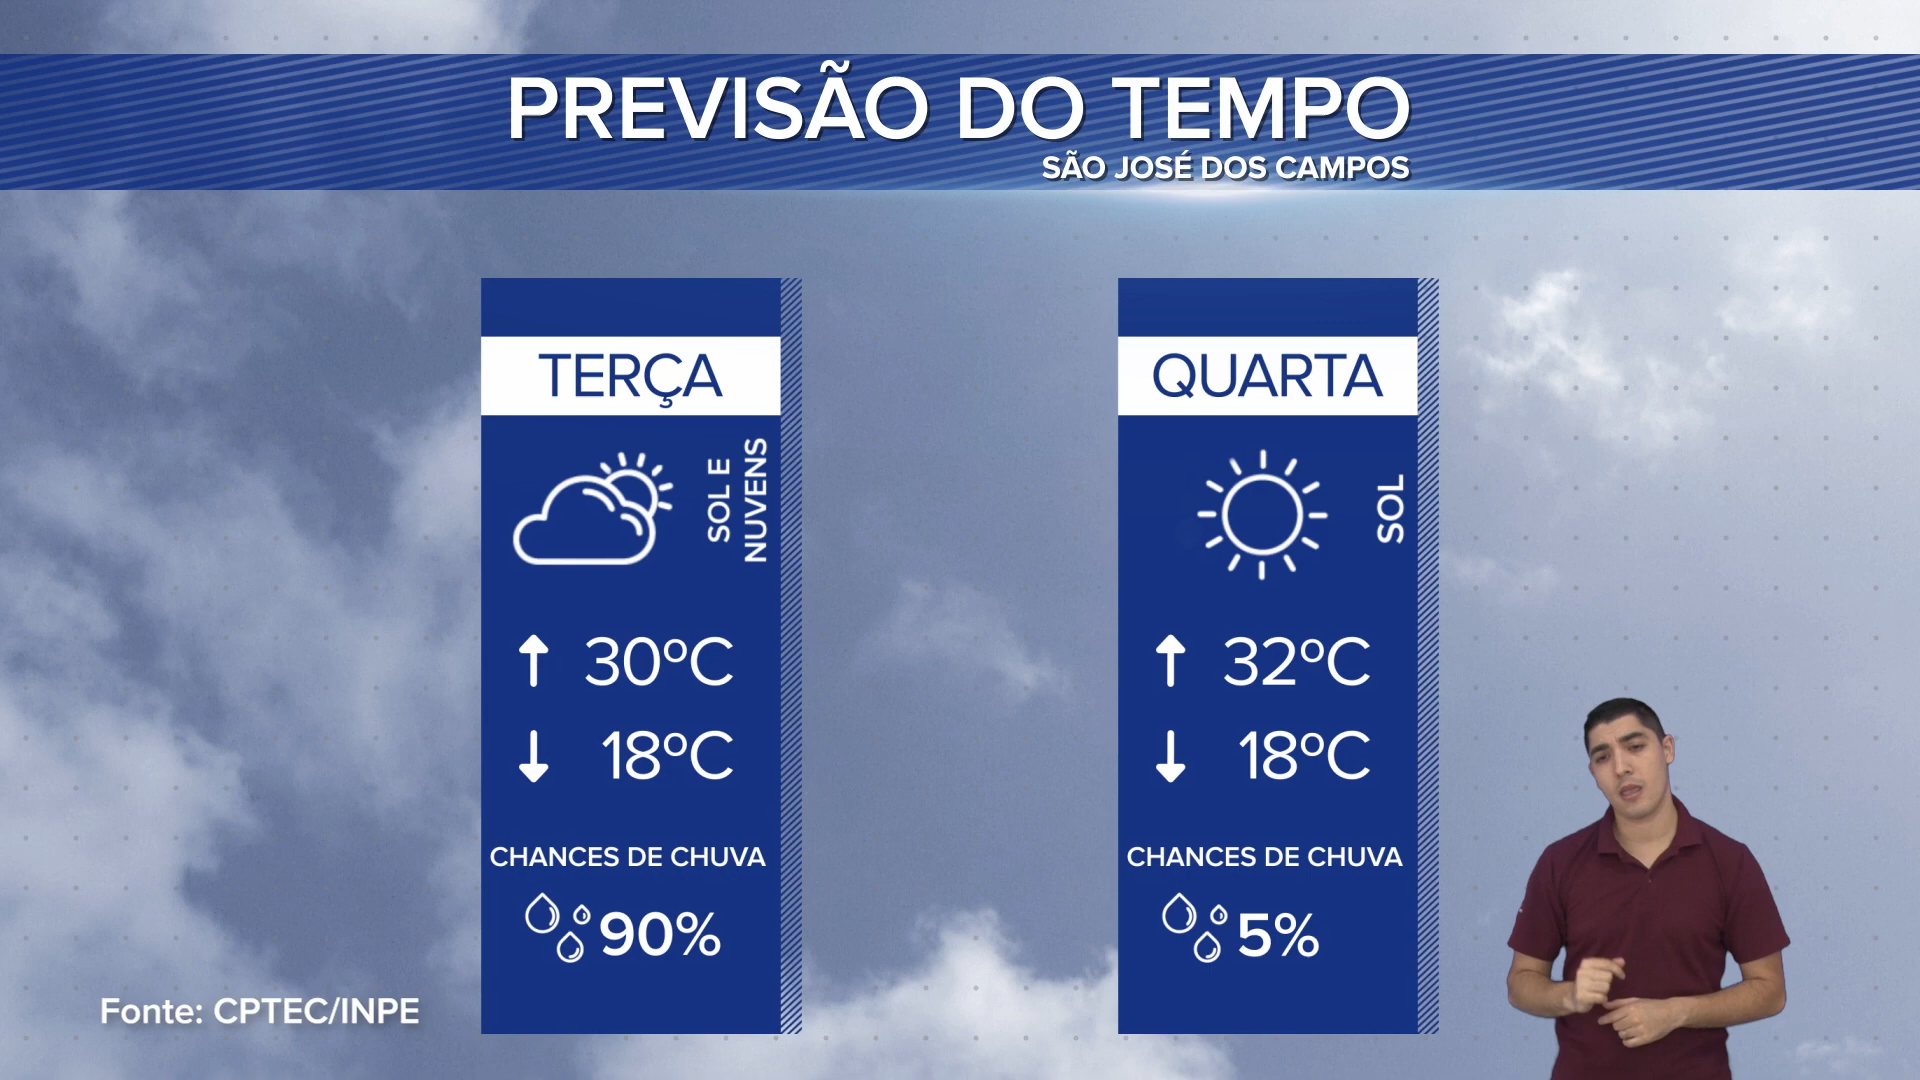 PREVISÃO DO TEMPO
SÃO JOSÉ DOS CAMPOS
TERÇA
SOL E
NUVENS
30ºC
18ºC
CHANCES DE CHUVA
90%
QUARTA
SOL
32ºC
18ºC
CHANCES DE CHUVA
5%
Fonte: CPTEC/INPE